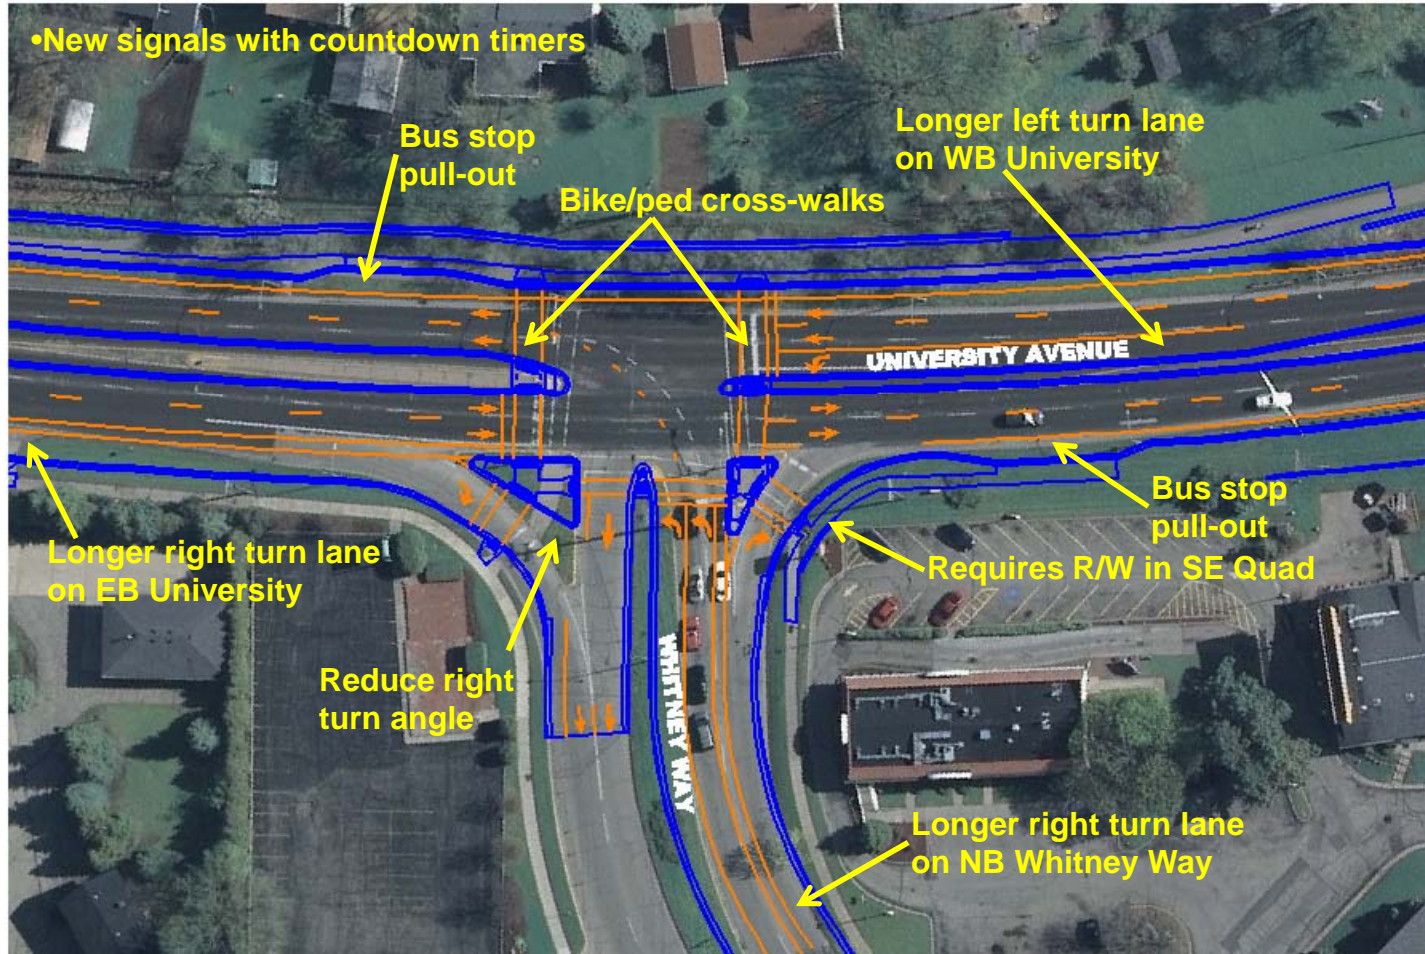 •New signals with countdown timers
Bus stop
pull-out
Longer left turn lane
on WB University
Bike/ped cross-walks
UNIVERSITY AVENUE
Bus stop
pull-out
Longer right turn lane
on EB University
Requires R/W in SE Quad
Reduce right
turn angle
WHITNEY WAY
Longer right turn lane
on NB Whitney Way